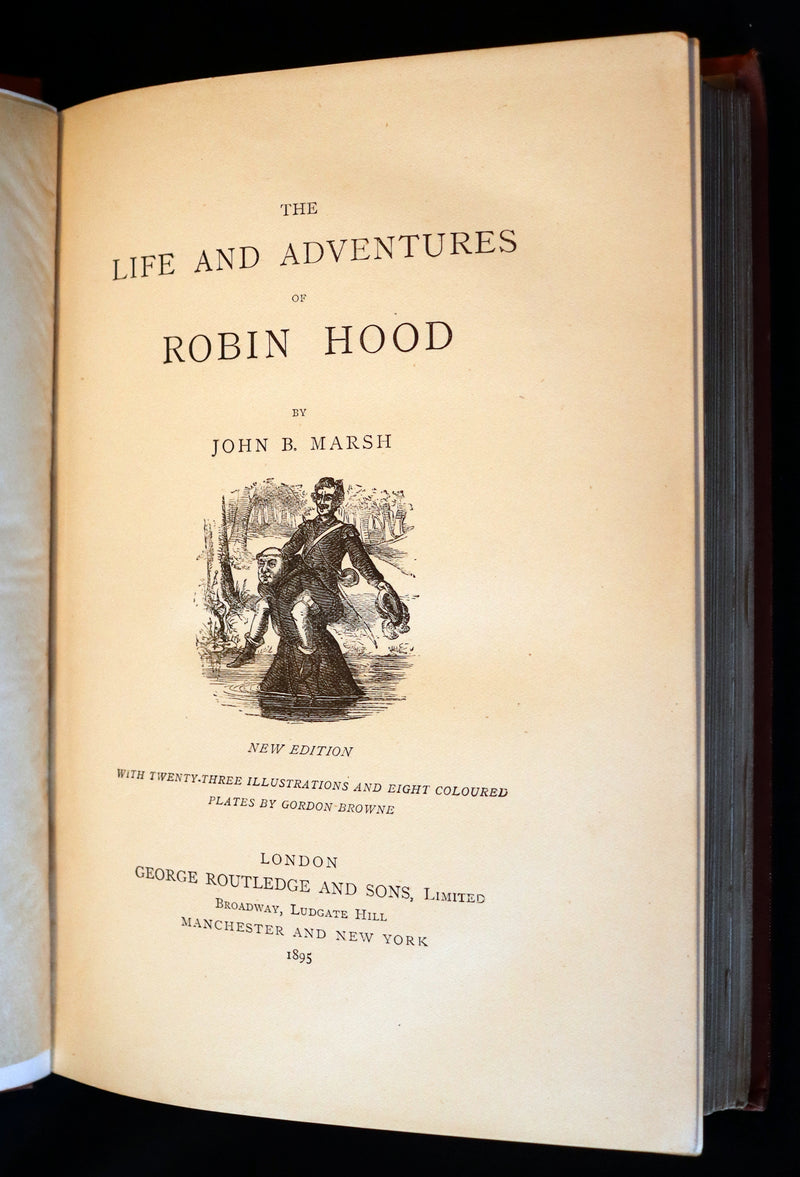 THE
LIFE AND ADVENTURES
OF
ROBIN HOOD
BY
JOHN B. MARSH
NEW EDITION
WITH TWENTY-THREE ILLUSTRATIONS AND EIGHT COLOURED
PLATES BY GORDON BROWNE
LONDON
GEORGE ROUTLEDGE AND SONS, LIMITED
BROADWAY, LUDGATE HILL
MANCHESTER AND NEW YORK
1895